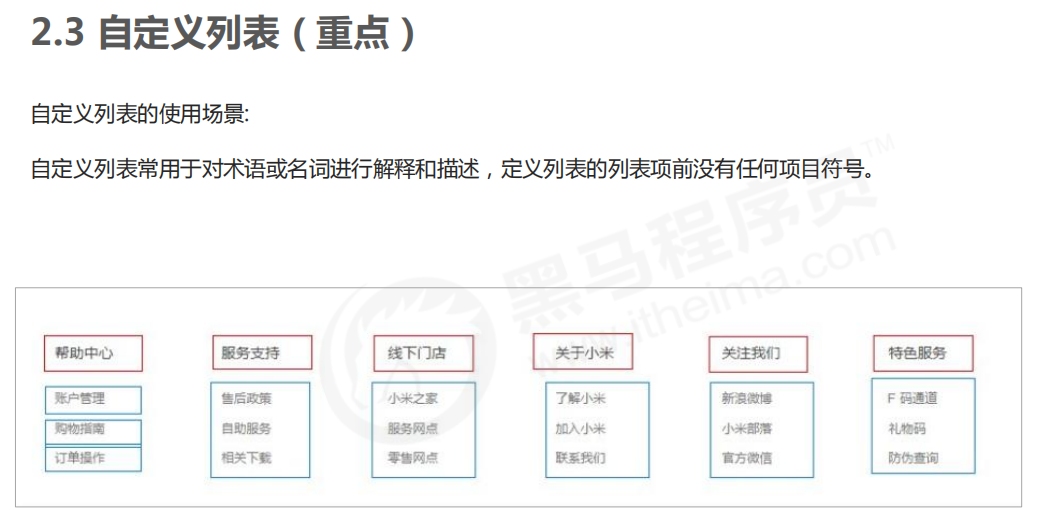 2.3 自定义列表（重点）
自定义列表的使用场景:
自定义列表常用于对术语或名词进行解释和描述，定义列表的列表项前没有任何项目符号。
黑马程序员™
www.itheima.com
帮助中心 服务支持 线下门店 关于小米 关注我们 特色服务
账户管理 售后政策 小米之家 了解小米 新浪微博 F 码通道
购物指南 自助服务 服务网点 加入小米 小米部落 礼物码
订单操作 相关下载 零售网点 联系我们 官方微信 防伪查询